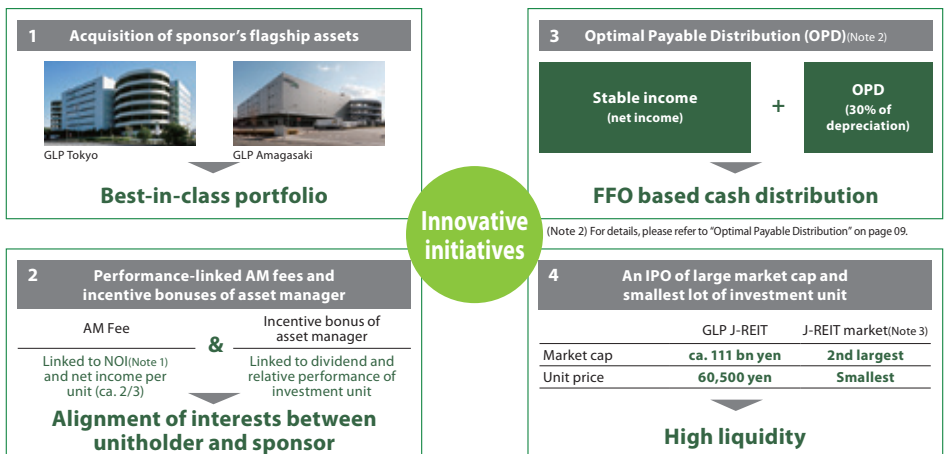 1 Acquisition of sponsor's flagship assets
GLP Tokyo
GLP Amagasaki
Best-in-class portfolio
2 Performance-linked AM fees and
incentive bonuses of asset manager
AM Fee
Linked to NOI(Note 1)
and net income per
unit (ca. 2/3)
&
Incentive bonus of
asset manager
Linked to dividend and
relative performance of
investment unit
Alignment of interests between
unitholder and sponsor
Innovative
initiatives
3 Optimal Payable Distribution (OPD)(Note 2)
Stable income
(net income)
+
OPD
(30% of
depreciation)
FFO based cash distribution
(Note 2) For details, please refer to "Optimal Payable Distribution" on page 09.
4 An IPO of large market cap and
smallest lot of investment unit
GLP J-REIT J-REIT market(Note 3)
Market cap ca. 111 bn yen 2nd largest
Unit price 60,500 yen Smallest
High liquidity